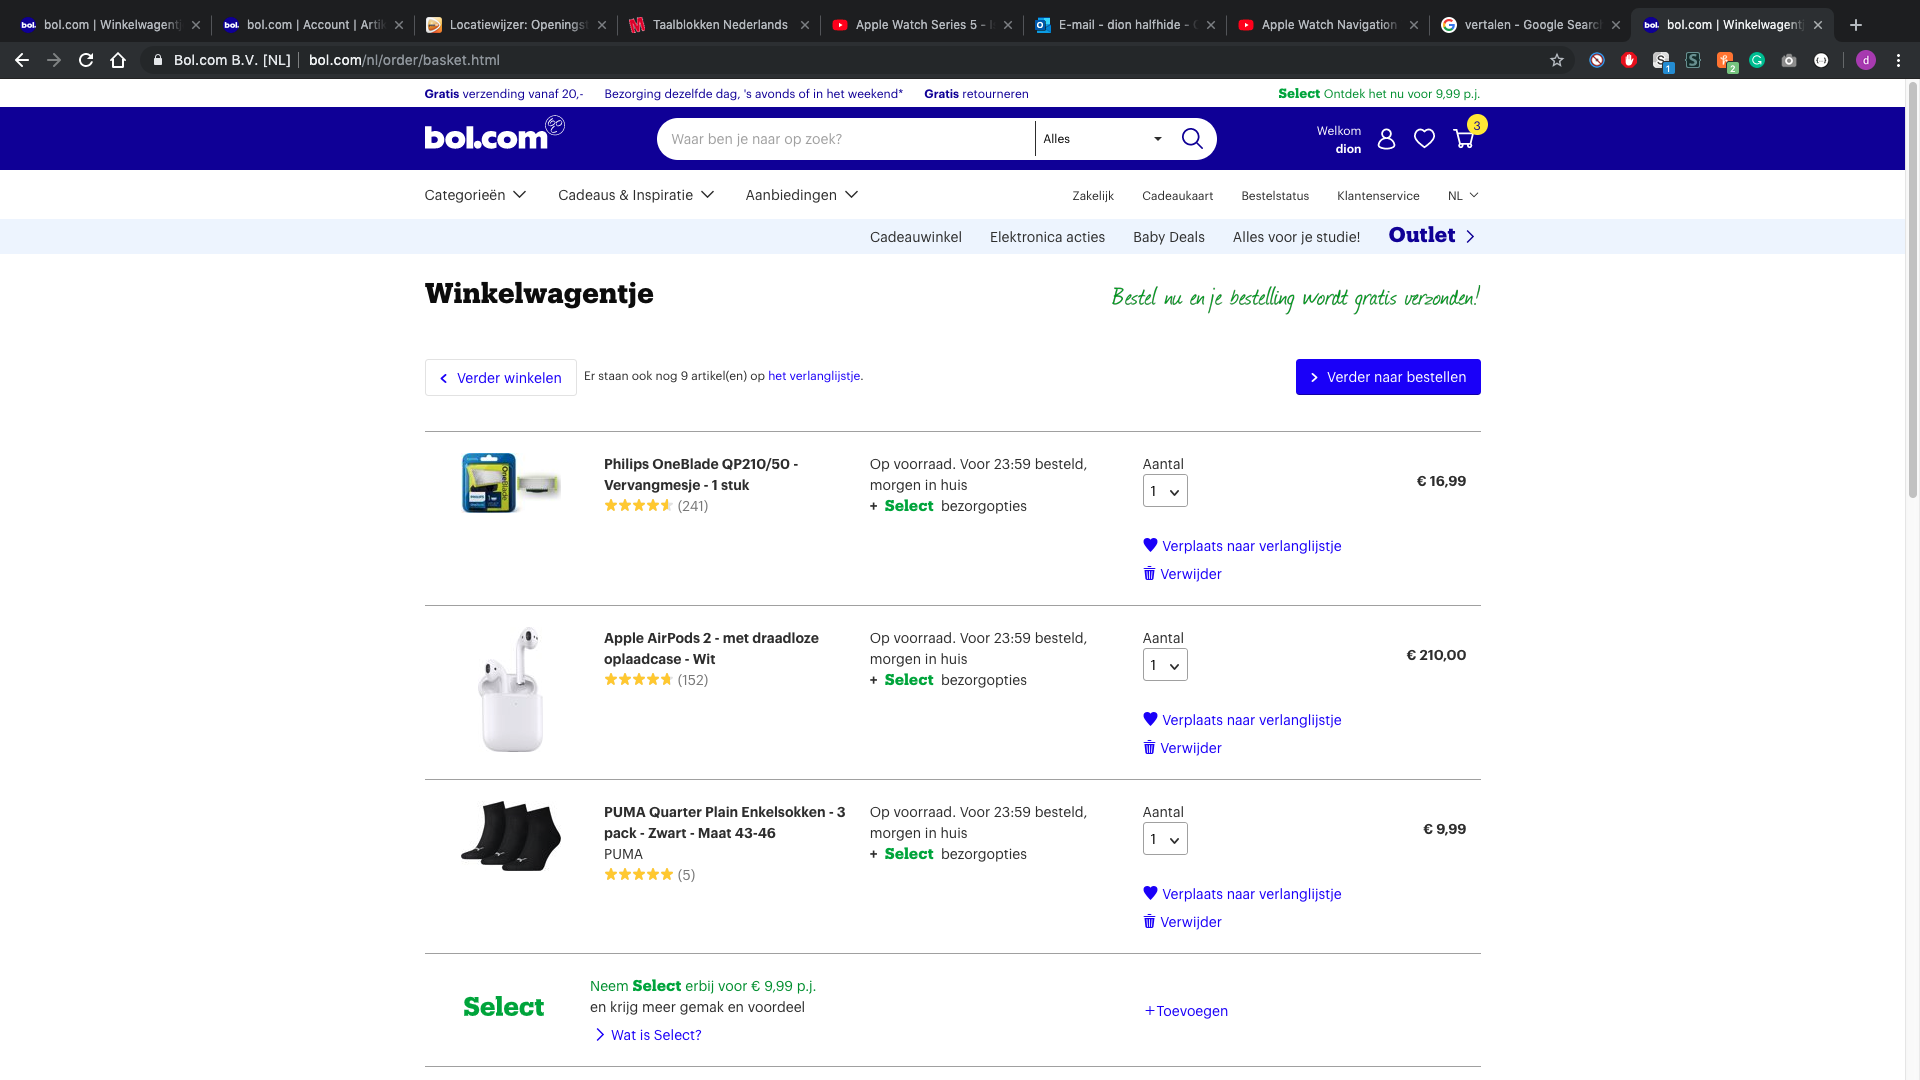 bol.com | Winkelwagent
bol.com | Account | Arti
Locatiewijzer: Openings
Taalblokken Nederlands
Apple Watch Series 5 -
E-mail - dion halfhide -
Apple Watch Navigation
vertalen - Google Searc
bol.com | Winkelwagent
Bol.com B.V. [NL] | bol.com/nl/order/basket.html
Gratis verzending vanaf 20,- Bezorging dezelfde dag, 's avonds of in het weekend* Gratis retourneren
Select Ontdek het nu voor 9,99 p.j.
bol.com
Waar ben je naar op zoek?
Alles
Welkom
dion
3
Categorieën Cadeaus & Inspiratie Aanbiedingen
Zakelijk Cadeaukaart Bestelstatus Klantenservice NL
Cadeauwinkel Elektronica acties Baby Deals Alles voor je studie! Outlet
Winkelwagentje
Bestel nu en je bestelling wordt gratis verzonden!
Verder winkelen
Er staan ook nog 9 artikel(en) op het verlanglijstje.
Verder naar bestellen
Philips OneBlade QP210/50 -
Vervangmesje - 1 stuk
(241)
Op voorraad. Voor 23:59 besteld,
morgen in huis
+ Select bezorgopties
Aantal
1
€ 16,99
Verplaats naar verlanglijstje
Verwijder
Apple AirPods 2 - met draadloze
oplaadcase - Wit
(152)
Op voorraad. Voor 23:59 besteld,
morgen in huis
+ Select bezorgopties
Aantal
1
€ 210,00
Verplaats naar verlanglijstje
Verwijder
PUMA Quarter Plain Enkelsokken - 3
pack - Zwart - Maat 43-46
PUMA
(5)
Op voorraad. Voor 23:59 besteld,
morgen in huis
+ Select bezorgopties
Aantal
1
€ 9,99
Verplaats naar verlanglijstje
Verwijder
Select
Neem Select erbij voor € 9,99 p.j.
en krijg meer gemak en voordeel
Wat is Select?
+Toevoegen